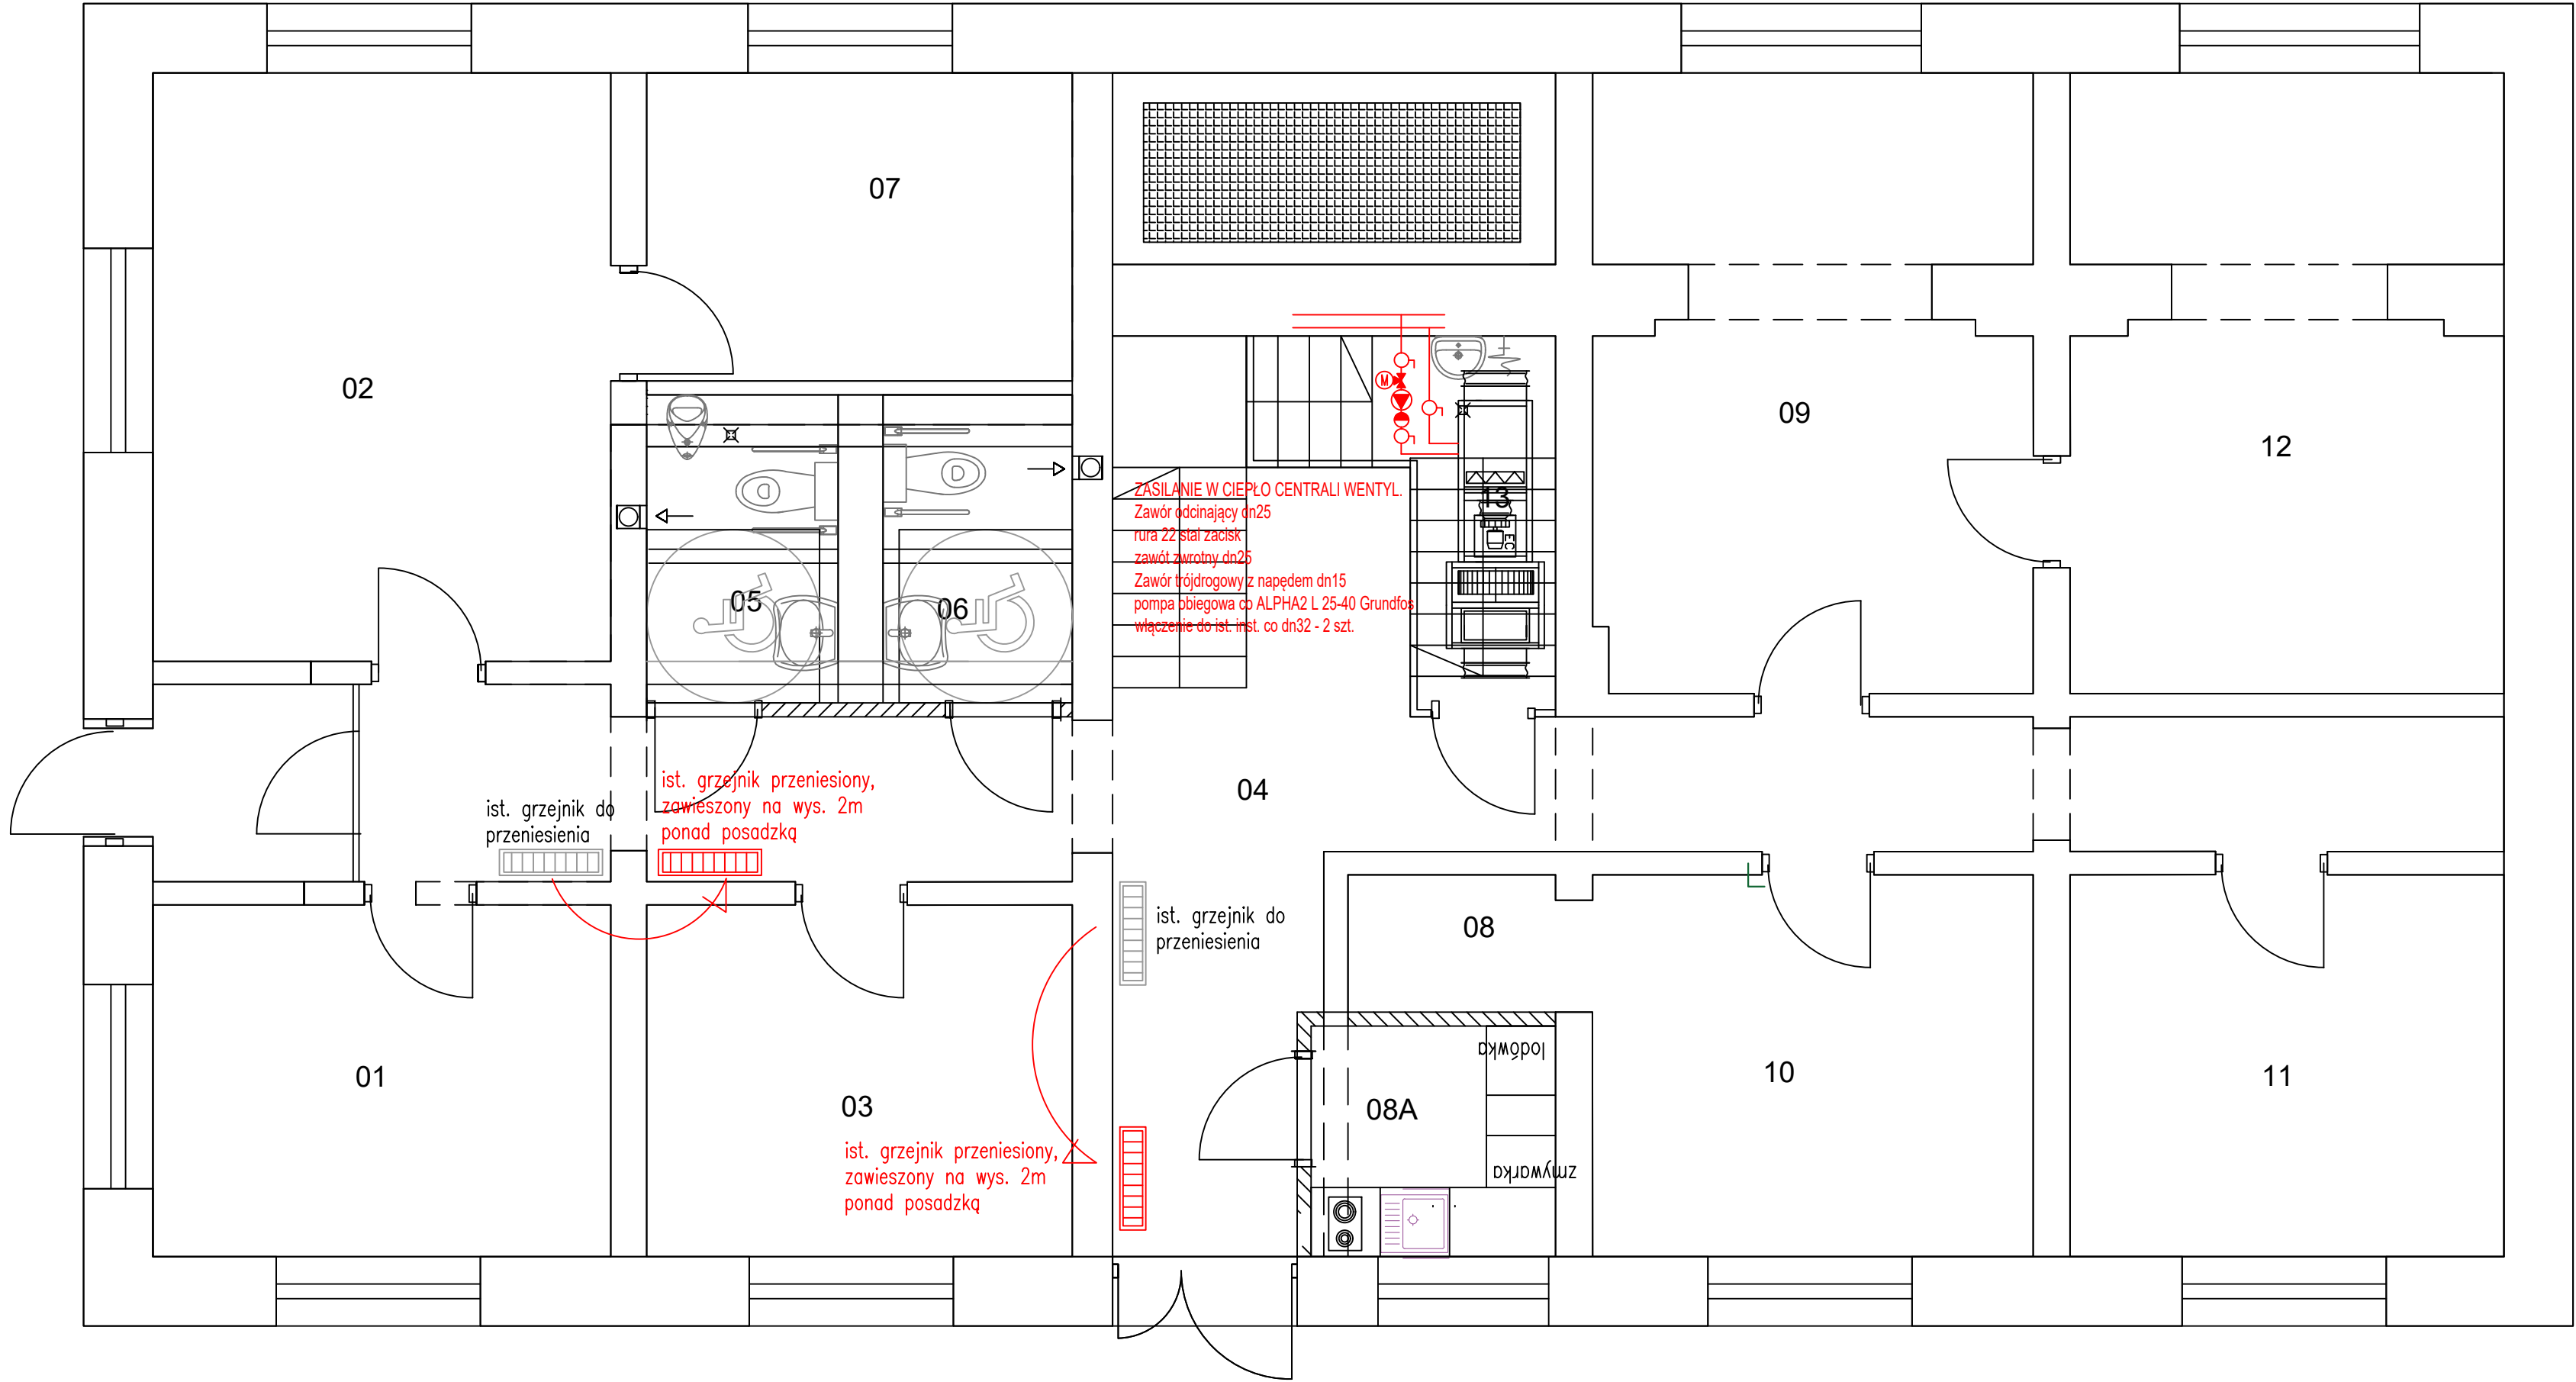 07
02
09
12
M
ZASILANIE W CIEPŁO CENTRALI WENTYL.
Zawór odcinający dn25
rura 22 stal zacisk
zawót zwrotny dn25
Zawór trójdrogowy z napędem dn15
pompa obiegowa co ALPHA2 L 25-40 Grundfos
włączenie do ist. inst. co dn32 - 2 szt.
13
EC
05
06
ist. grzejnik do
przeniesienia
ist. grzejnik przeniesiony,
zawieszony na wys. 2m
ponad posadzką
04
ist. grzejnik do
przeniesienia
08
01
03
ist. grzejnik przeniesiony,
zawieszony na wys. 2m
ponad posadzką
lodówka
08A
zmywarka
10
11